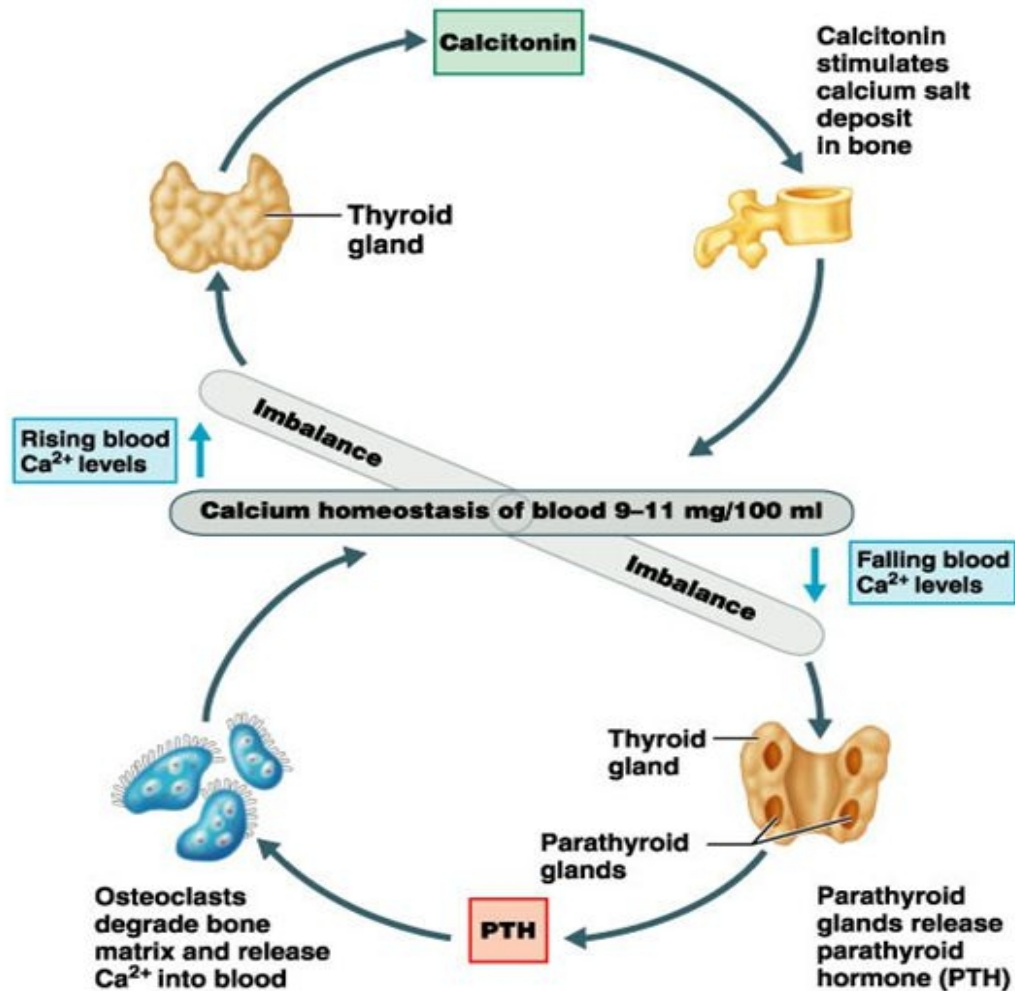 Calcitonin
Calcitonin
stimulates
calcium salt
deposit
in bone
Thyroid
gland
Imbalance
Rising blood
Ca²⁺ levels
Calcium homeostasis of blood 9–11 mg/100 ml
Imbalance
Falling blood
Ca²⁺ levels
Thyroid
gland
Parathyroid
glands
Parathyroid
glands release
parathyroid
hormone (PTH)
PTH
Osteoclasts
degrade bone
matrix and release
Ca²⁺ into blood